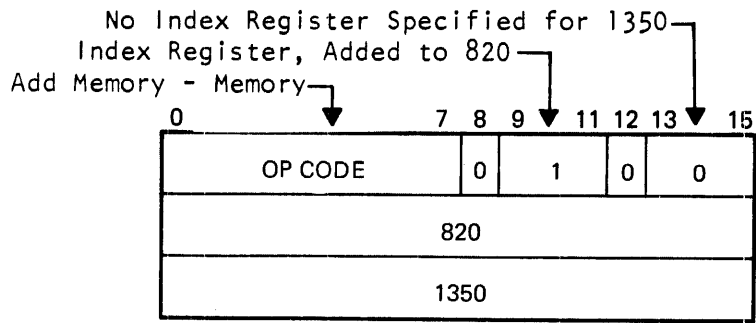 No Index Register Specified for 1350
Index Register, Added to 820
Add Memory - Memory
0 7 8 9 11 12 13 15
OP CODE 0 1 0 0
820
1350